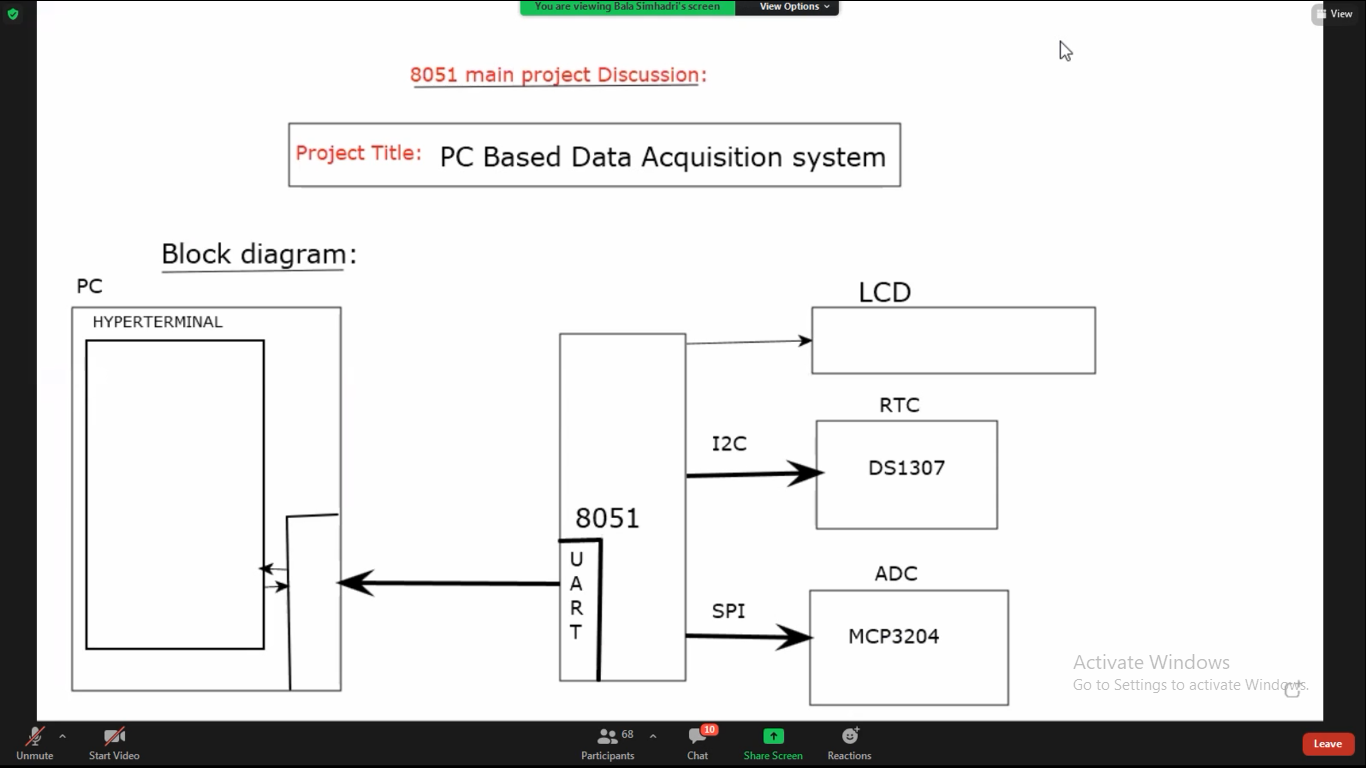 You are viewing Bala Simhadri's screen
View Options
View
8051 main project Discussion:
Project Title: PC Based Data Acquisition system
Block diagram:
PC
HYPERTERMINAL
LCD
RTC
I2C
DS1307
8051
U
A
R
T
ADC
SPI
MCP3204
Activate Windows
Go to Settings to activate Windows.
Unmute
Start Video
68
Participants
10
Chat
Share Screen
Reactions
Leave